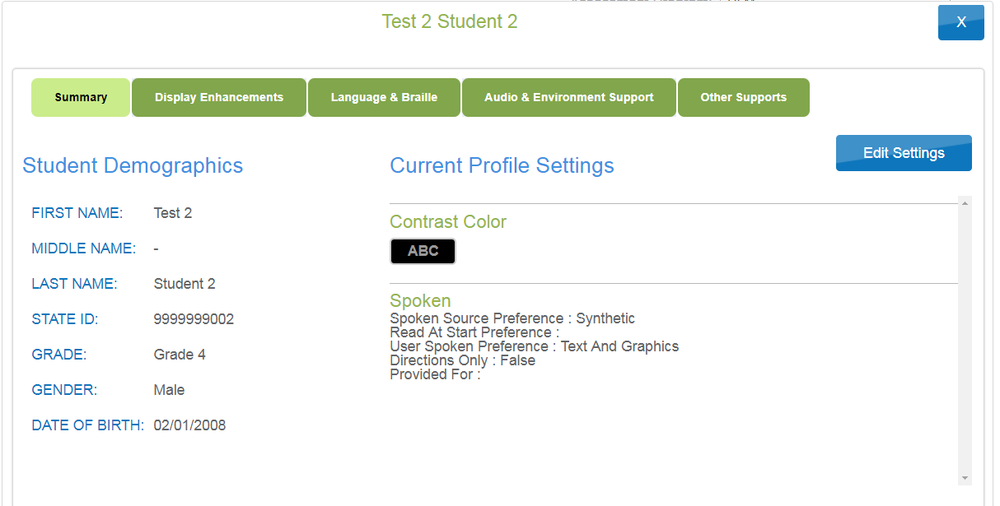 Test 2 Student 2
X
Summary
Display Enhancements
Language & Braille
Audio & Environment Support
Other Supports
Edit Settings
Student Demographics
FIRST NAME: Test 2
MIDDLE NAME: -
LAST NAME: Student 2
STATE ID: 9999999002
GRADE: Grade 4
GENDER: Male
DATE OF BIRTH: 02/01/2008
Current Profile Settings
Contrast Color
ABC
Spoken
Spoken Source Preference : Synthetic
Read At Start Preference :
User Spoken Preference : Text And Graphics
Directions Only : False
Provided For :